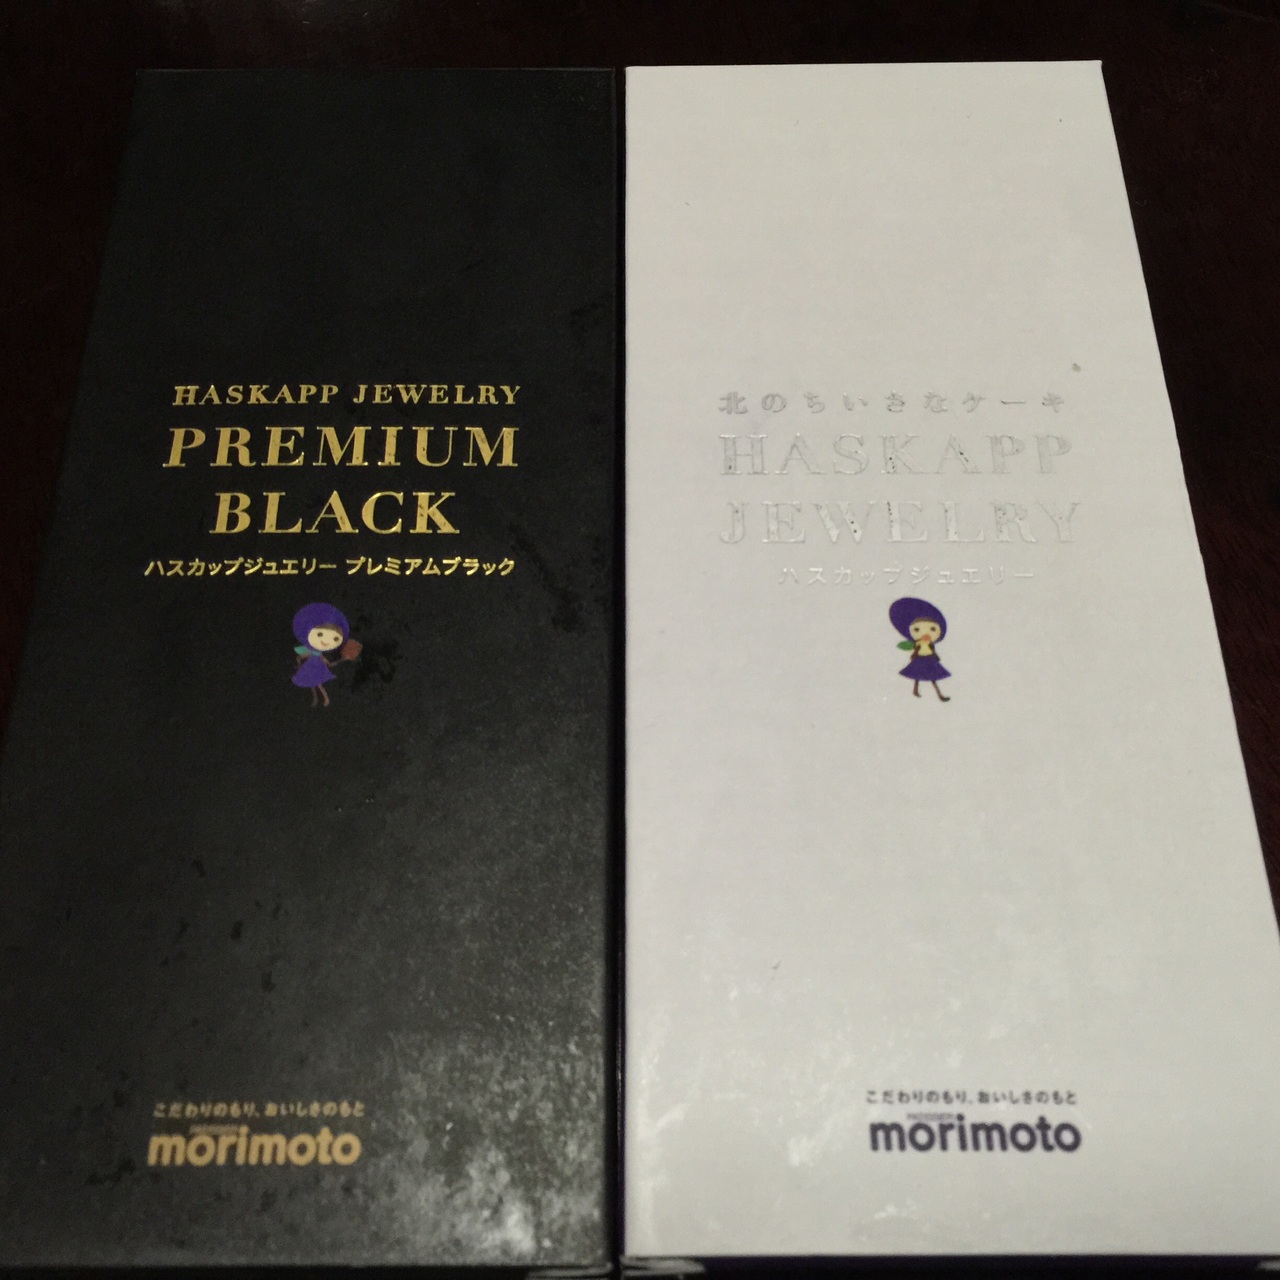 HASKAPP JEWELRY
PREMIUM
BLACK
ハスカップジュエリー プレミアムブラック
こだわりのもり、おいしさのもと
morimoto
北のちいさなケーキ
HASKAPP
JEWELRY
ハスカップジュエリー
こだわりのもり、おいしさのもと
morimoto